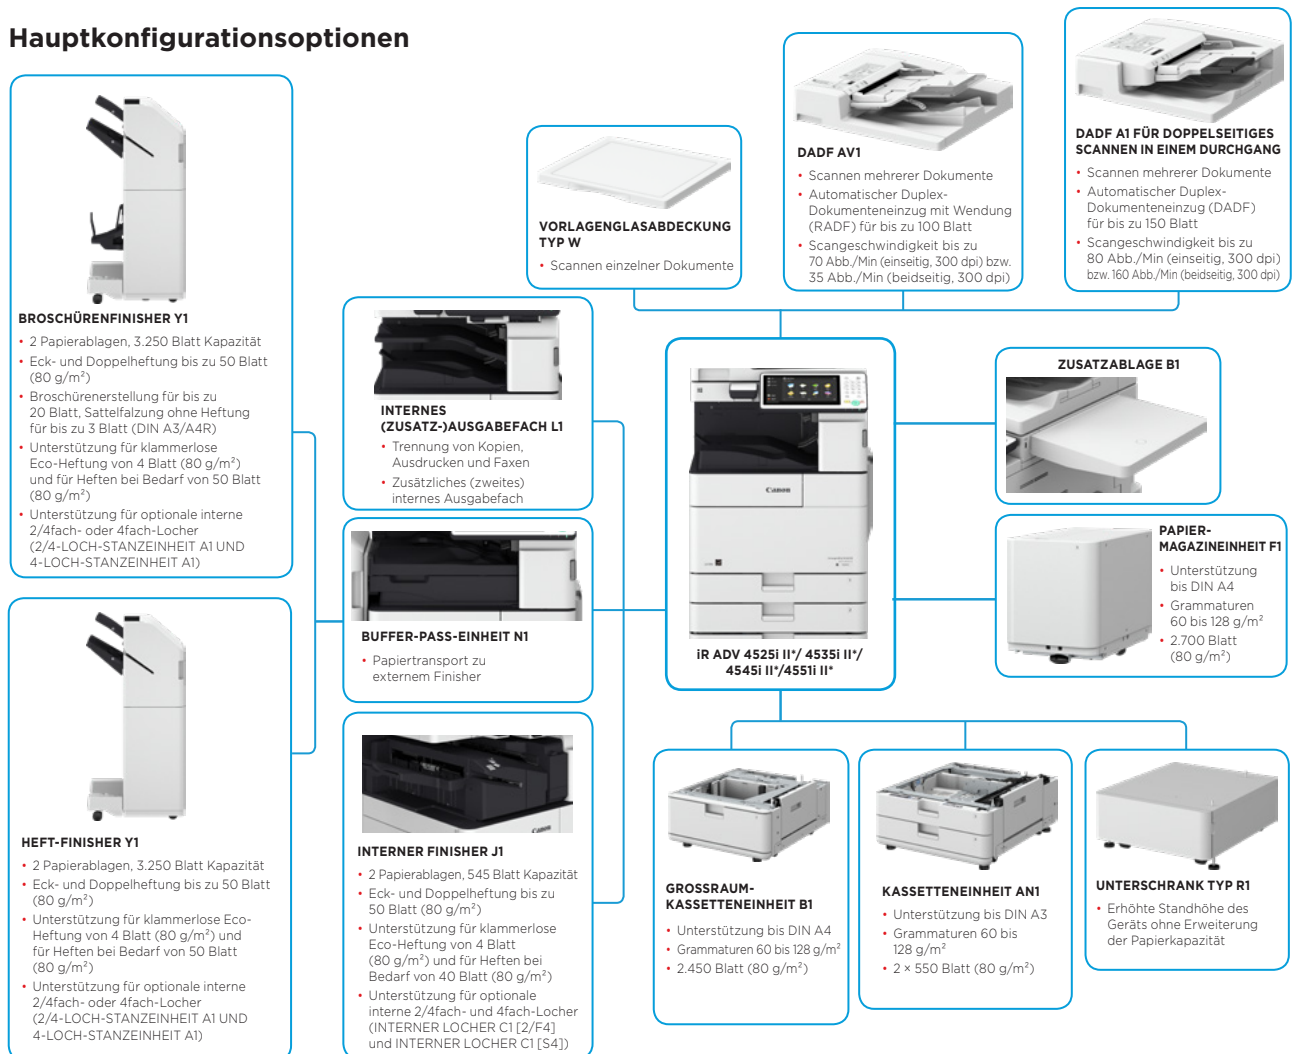 Hauptkonfigurationsoptionen
BROSCHÜRENFINISHER Y1
• 2 Papierablagen, 3.250 Blatt Kapazität
• Eck- und Doppelheftung bis zu 50 Blatt
(80 g/m²)
• Broschürenerstellung für bis zu
20 Blatt, Sattelfalzung ohne Heftung
für bis zu 3 Blatt (DIN A3/A4R)
• Unterstützung für klammerlose
Eco-Heftung von 4 Blatt (80 g/m²)
und für Heften bei Bedarf von 50 Blatt
(80 g/m²)
• Unterstützung für optionale interne
2/4fach- oder 4fach-Locher
(2/4-LOCH-STANZEINHEIT A1 UND
4-LOCH-STANZEINHEIT A1)
HEFT-FINISHER Y1
• 2 Papierablagen, 3.250 Blatt Kapazität
• Eck- und Doppelheftung bis zu 50 Blatt
(80 g/m²)
• Unterstützung für klammerlose Eco-
Heftung von 4 Blatt (80 g/m²) und
für Heften bei Bedarf von 50 Blatt
(80 g/m²)
• Unterstützung für optionale interne
2/4fach- oder 4fach-Locher
(2/4-LOCH-STANZEINHEIT A1 UND
4-LOCH-STANZEINHEIT A1)
INTERNES
(ZUSATZ-)AUSGABEFACH L1
• Trennung von Kopien,
Ausdrucken und Faxen
• Zusätzliches (zweites)
internes Ausgabefach
BUFFER-PASS-EINHEIT N1
• Papiertransport zu
externem Finisher
Canon
INTERNER FINISHER J1
• 2 Papierablagen, 545 Blatt Kapazität
• Eck- und Doppelheftung bis zu
50 Blatt (80 g/m²)
• Unterstützung für klammerlose
Eco-Heftung von 4 Blatt
(80 g/m²) und für Heften bei
Bedarf von 40 Blatt (80 g/m²)
• Unterstützung für optionale
interne 2/4fach- und 4fach-Locher
(INTERNER LOCHER C1 [2/F4]
und INTERNER LOCHER C1 [S4])
VORLAGENGLASABDECKUNG
TYP W
• Scannen einzelner Dokumente
DADF AV1
• Scannen mehrerer Dokumente
• Automatischer Duplex-
Dokumenteneinzug mit Wendung
(RADF) für bis zu 100 Blatt
• Scangeschwindigkeit bis zu
70 Abb./Min (einseitig, 300 dpi) bzw.
35 Abb./Min (beidseitig, 300 dpi)
DADF A1 FÜR DOPPELSEITIGES
SCANNEN IN EINEM DURCHGANG
• Scannen mehrerer Dokumente
• Automatischer Duplex-
Dokumenteneinzug (DADF)
für bis zu 150 Blatt
• Scangeschwindigkeit bis zu
80 Abb./Min (einseitig, 300 dpi)
bzw. 160 Abb./Min (beidseitig, 300 dpi)
Canon
iR ADV 4525i II*/ 4535i II*/
4545i II*/4551i II*
ZUSATZABLAGE B1
PAPIER-
MAGAZINEINHEIT F1
• Unterstützung
bis DIN A4
• Grammaturen
60 bis 128 g/m²
• 2.700 Blatt
(80 g/m²)
GROSSRAUM-
KASSETTENEINHEIT B1
• Unterstützung bis DIN A4
• Grammaturen 60 bis 128 g/m²
• 2.450 Blatt (80 g/m²)
KASSETTENEINHEIT AN1
• Unterstützung bis DIN A3
• Grammaturen 60 bis
128 g/m²
• 2 × 550 Blatt (80 g/m²)
UNTERSCHRANK TYP R1
• Erhöhte Standhöhe des
Geräts ohne Erweiterung
der Papierkapazität